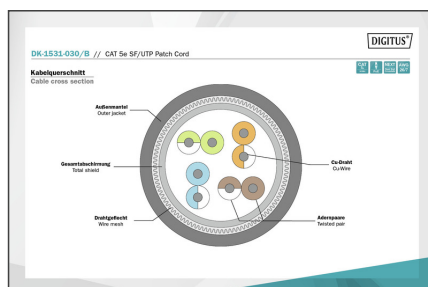 DIGITUS®
DK-1531-030/B // CAT 5e SF/UTP Patch Cord
Kabelquerschnitt
Cable cross section
Außenmantel
Outer jacket
Gesamtabschirmung
Total shield
Cu-Draht
Cu-Wire
Drahtgeflecht
Wire mesh
Aderspaare
Twisted pair